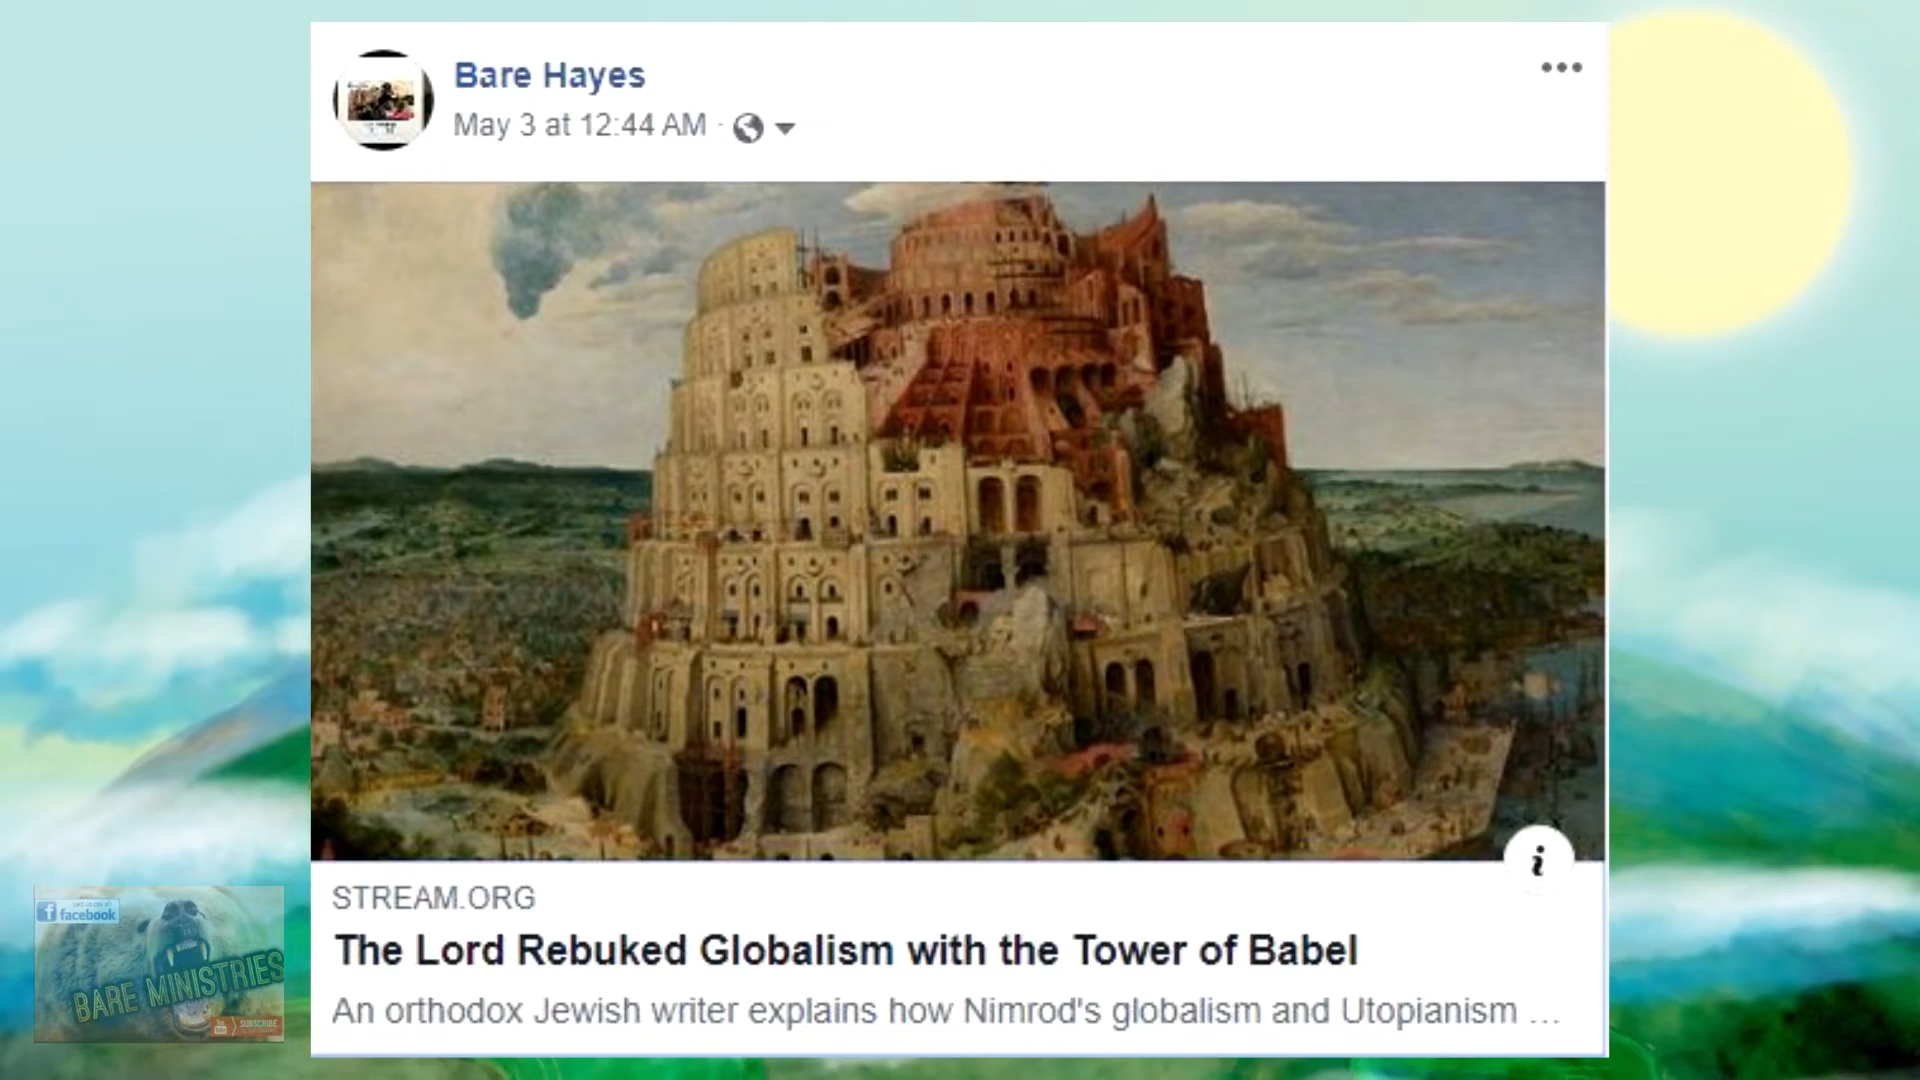 Bare Hayes
May 3 at 12:44 AM ·
STREAM.ORG
The Lord Rebuked Globalism with the Tower of Babel
An orthodox Jewish writer explains how Nimrod's globalism and Utopianism ...
i
facebook
BARE MINISTRIES
SUBSCRIBE